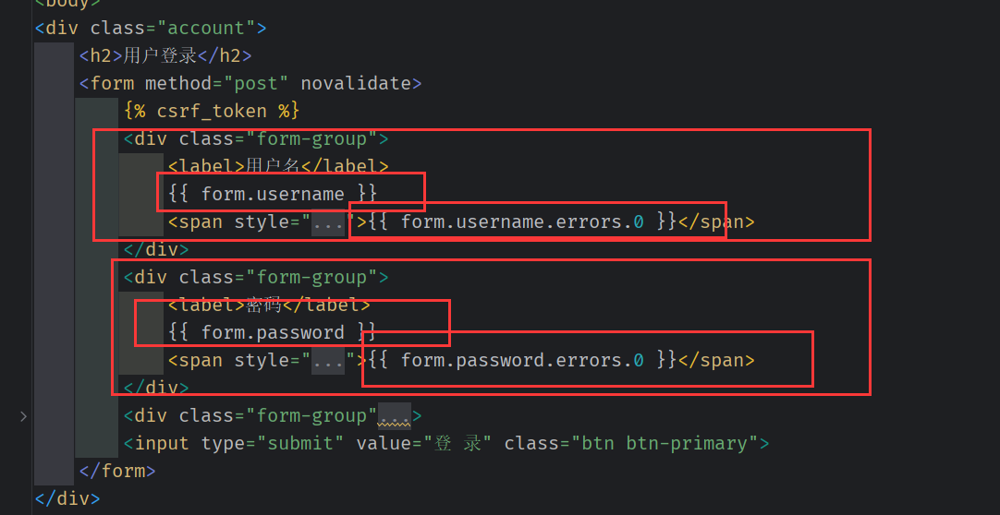 <body>
<div class="account">
<h2>用户登录</h2>
<form method="post" novalidate>
{% csrf_token %}
<div class="form-group">
<label>用户名</label>
{{ form.username }}
<span style="...">{{ form.username.errors.0 }}</span>
</div>
<div class="form-group">
<label>密码</label>
{{ form.password }}
<span style="...">{{ form.password.errors.0 }}</span>
</div>
<div class="form-group"...>
<input type="submit" value="登 录" class="btn btn-primary">
</form>
</div>